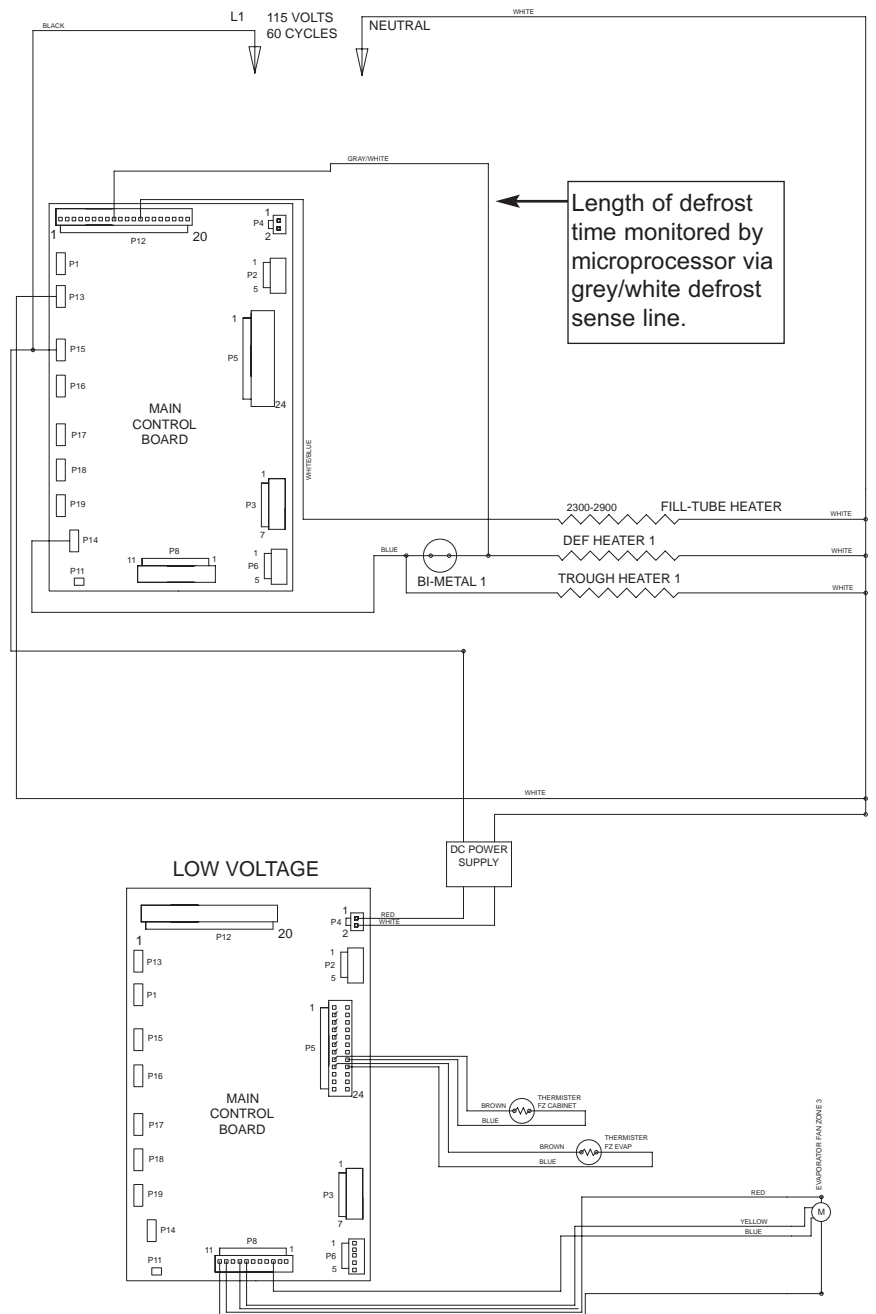 L1 115 VOLTS
60 CYCLES
NEUTRAL
WHITE
BLACK
GRAY/WHITE
Length of defrost
time monitored by
microprocessor via
grey/white defrost
sense line.
1 P12 20
1
P4
2
P1
1
P2
5
P13
1
P5
24
P15
P16
MAIN
CONTROL
BOARD
P17
P18
P19
1
P3
7
P14
P8
11 1
P11
1
P6
5
WHITE/BLUE
2300-2900 FILL-TUBE HEATER
WHITE
DEF HEATER 1
BLUE
WHITE
BI-METAL 1
TROUGH HEATER 1
WHITE
WHITE
DC POWER
SUPPLY
LOW VOLTAGE
1 P12 20
1
P4
2
RED
WHITE
P13
1
P2
5
P1
1
P5
24
P15
P16
MAIN
CONTROL
BOARD
P17
P18
P19
1
P3
7
P14
P8
11 1
P11
1
P6
5
BROWN
THERMISTER
FZ CABINET
BLUE
BROWN
THERMISTER
FZ EVAP
BLUE
EVAPORATOR FAN ZONE 3
RED
M
YELLOW
BLUE